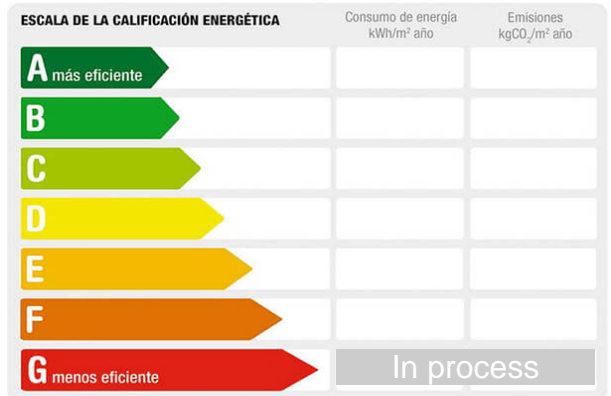 ESCALA DE LA CALIFICACIÓN ENERGÉTICA
Consumo de energía
kWh/m² año
Emisiones
kgCO₂/m² año
A más eficiente
B
C
D
E
F
G menos eficiente
In process